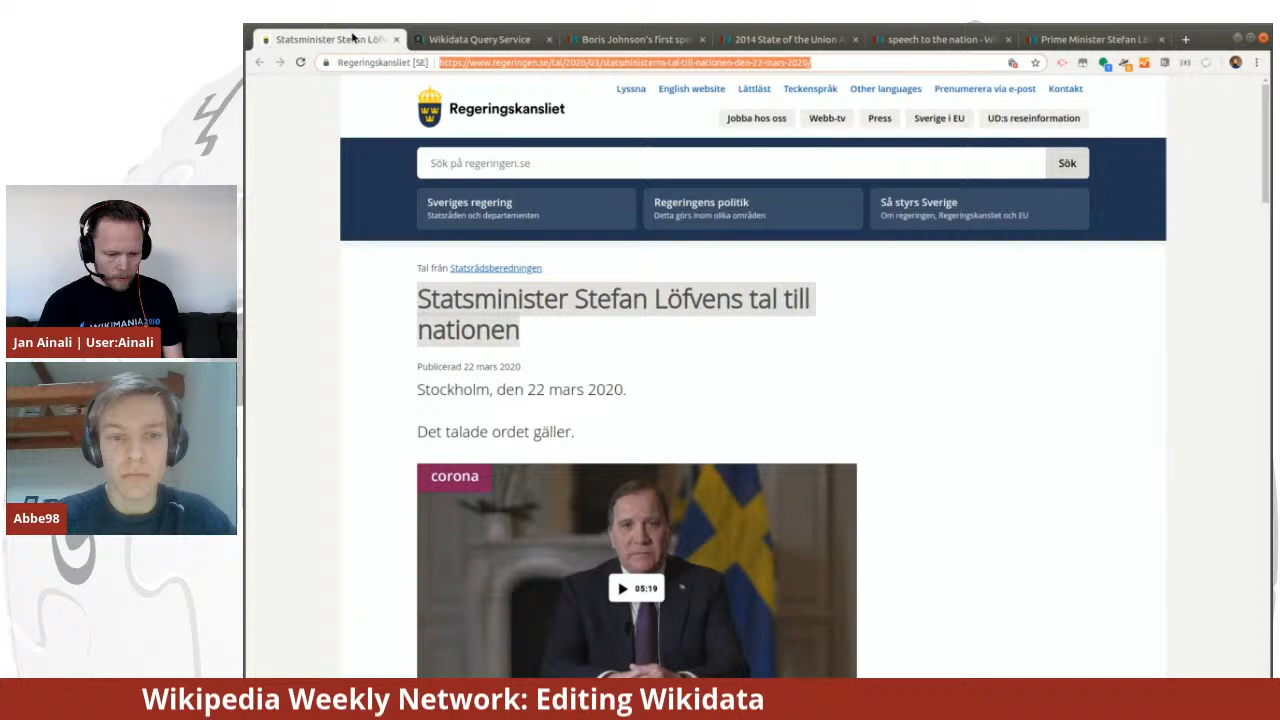 Statsminister Stefan Löfv
Wikidata Query Service
Boris Johnson's first spe
2014 State of the Union A
speech to the nation - W
Prime Minister Stefan Lö
Regeringskansliet [SE]
https://www.regeringen.se/tal/2020/03/statsministerns-tal-till-nationen-den-22-mars-2020/
Lyssna English website Lättläst Teckenspråk Other languages Prenumerera via e-post Kontakt
Regeringskansliet
Jobba hos oss Webb-tv Press Sverige i EU UD:s reseinformation
Sök på regeringen.se
Sök
Sveriges regering
Statsråden och departementen
Regeringens politik
Detta görs inom olika områden
Så styrs Sverige
Om regeringen, Regeringskansliet och EU
Tal från Statsrådsberedningen
Statsminister Stefan Löfvens tal till
nationen
Publicerad 22 mars 2020
Stockholm, den 22 mars 2020.
Det talade ordet gäller.
corona
05:19
WIKIMANIA 2010
Jan Ainali | User:Ainali
Abbe98
Wikipedia Weekly Network: Editing Wikidata